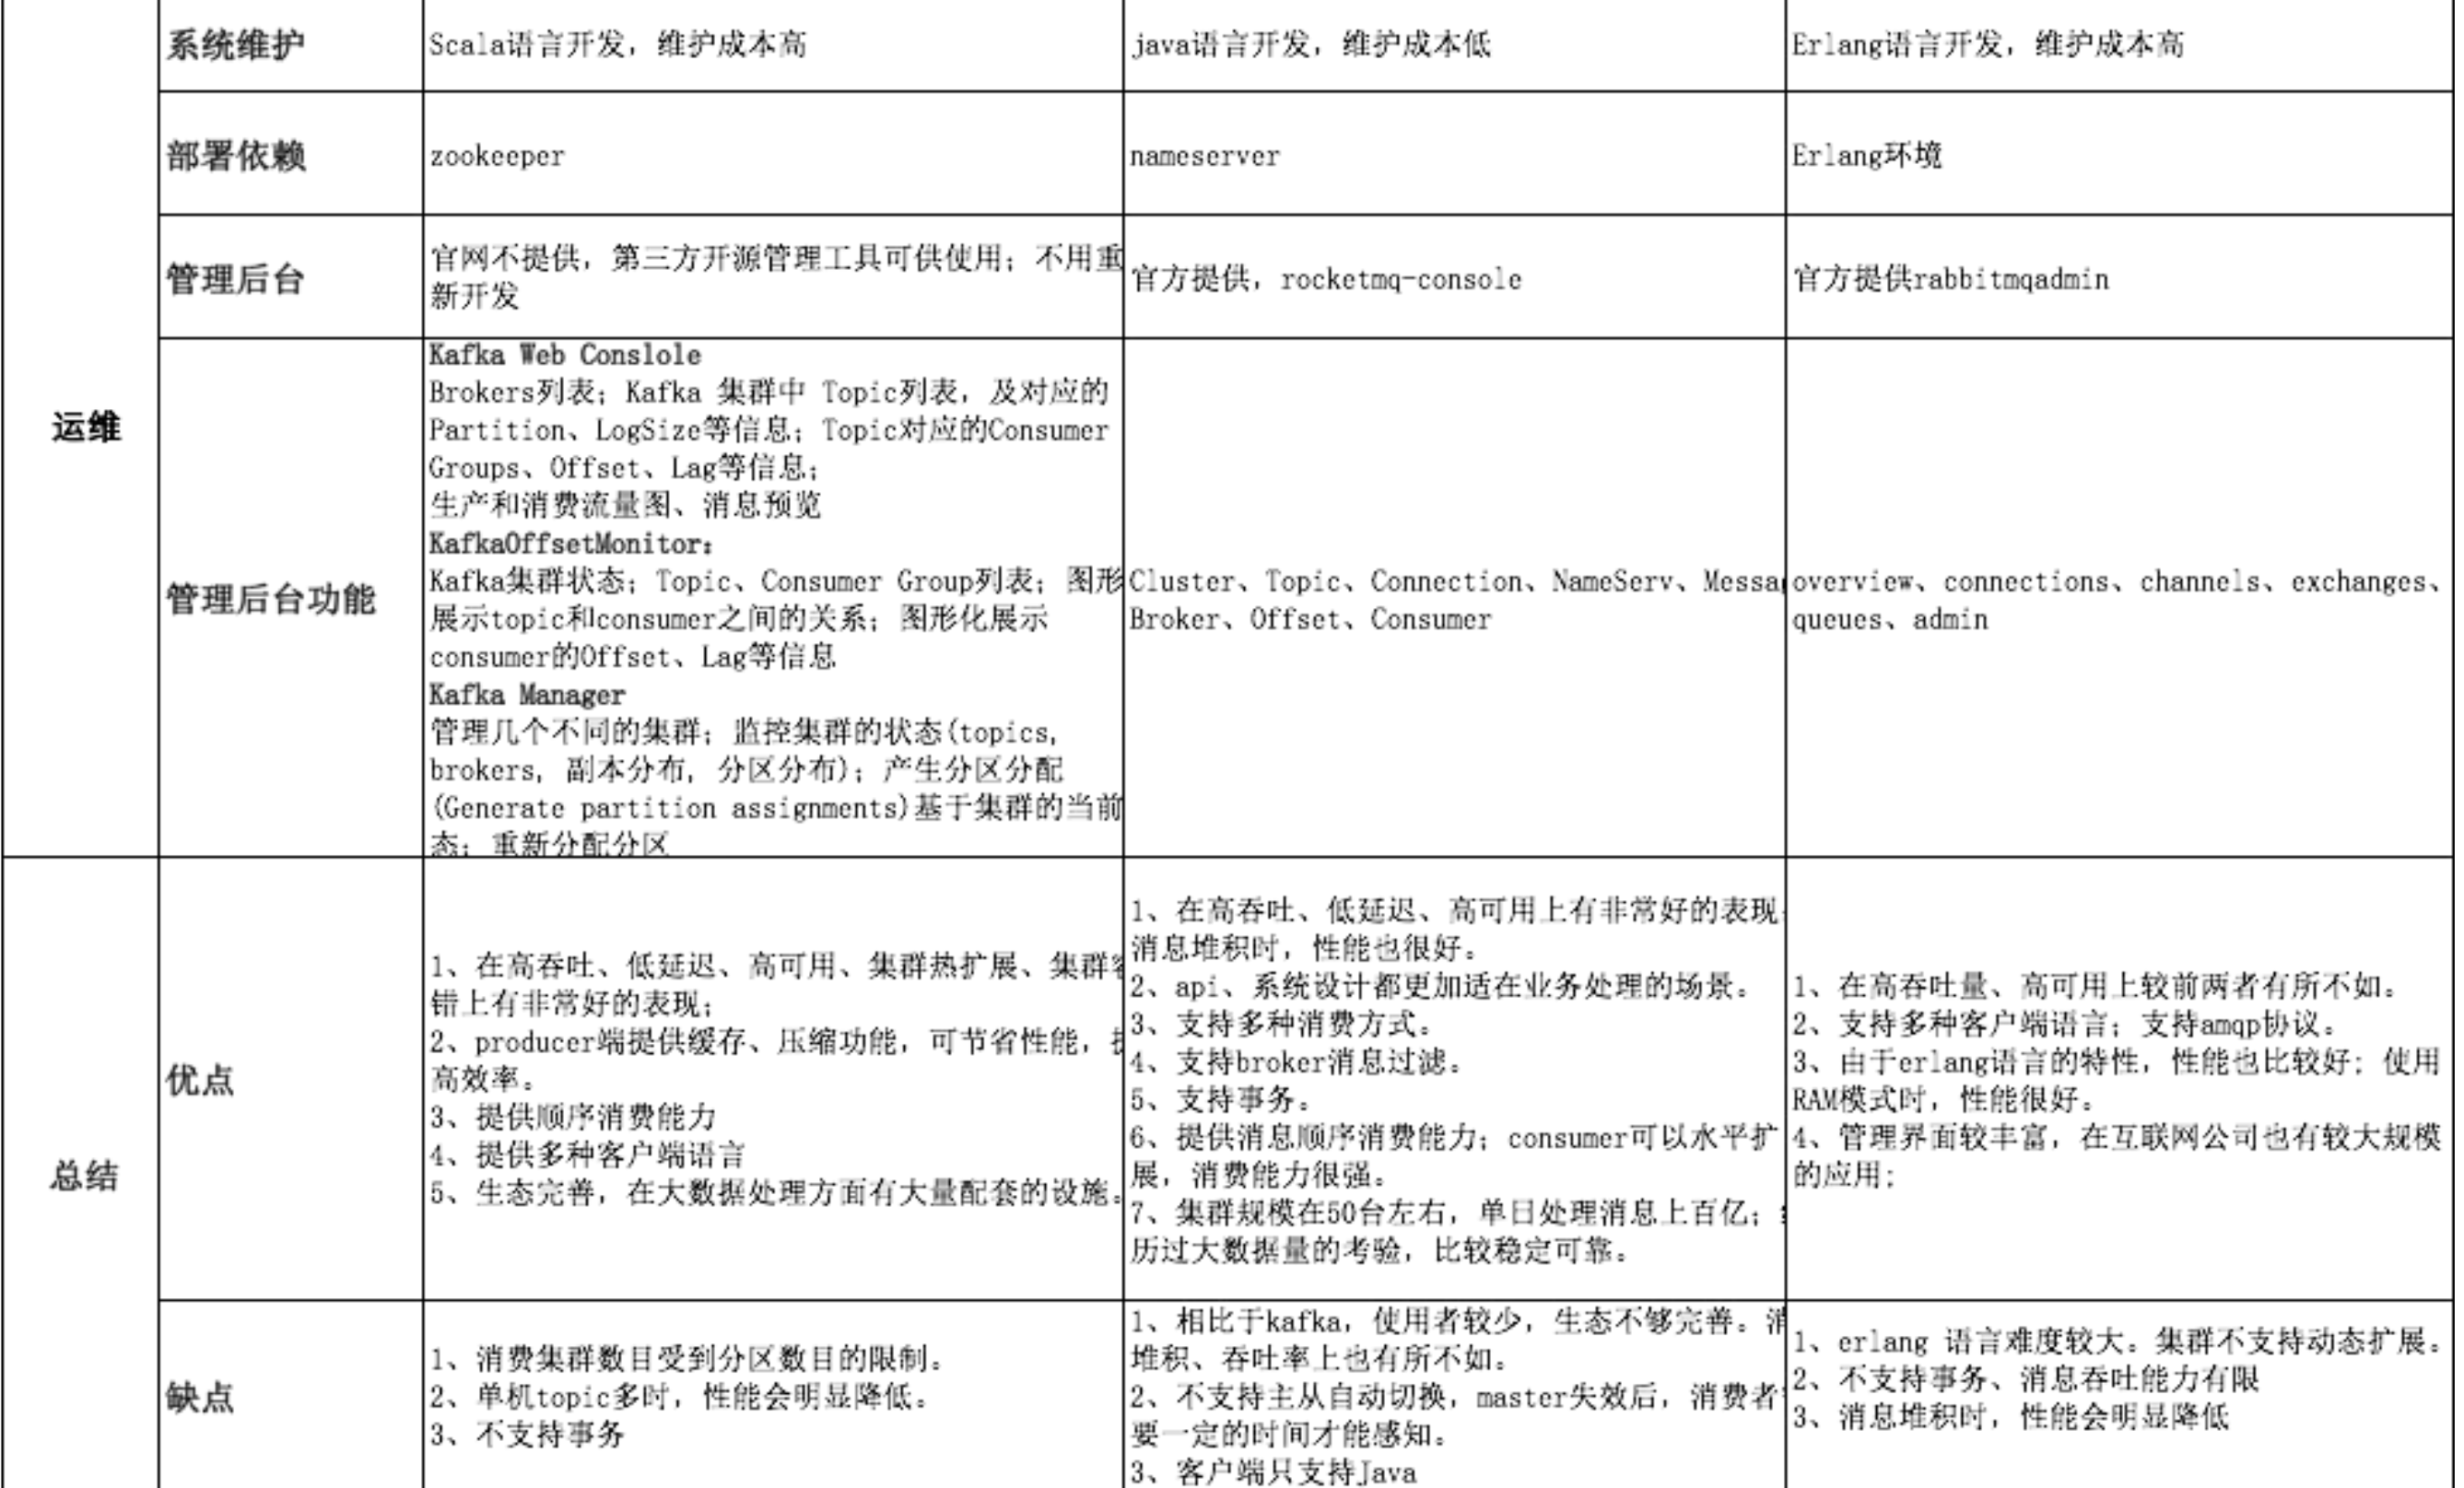 运维
系统维护
Scala语言开发，维护成本高
java语言开发，维护成本低
Erlang语言开发，维护成本高
部署依赖
zookeeper
nameserver
Erlang环境
管理后台
官网不提供，第三方开源管理工具可供使用；不用重
新开发
官方提供，rocketmq-console
官方提供rabbitmqadmin
管理后台功能
Kafka Web Conslole
Brokers列表；Kafka 集群中 Topic列表，及对应的
Partition、LogSize等信息；Topic对应的Consumer
Groups、Offset、Lag等信息；
生产和消费流量图、消息预览
KafkaOffsetMonitor：
Kafka集群状态；Topic、Consumer Group列表；图形
展示topic和consumer之间的关系；图形化展示
consumer的Offset、Lag等信息
Kafka Manager
管理几个不同的集群；监控集群的状态(topics,
brokers, 副本分布, 分区分布)；产生分区分配
(Generate partition assignments)基于集群的当前
态；重新分配分区
Cluster、Topic、Connection、NameServ、Messa
Broker、Offset、Consumer
overview、connections、channels、exchanges、
queues、admin
总结
优点
1、在高吞吐、低延迟、高可用、集群热扩展、集群
错上有非常好的表现；
2、producer端提供缓存、压缩功能，可节省性能，
高效率。
3、提供顺序消费能力
4、提供多种客户端语言
5、生态完善，在大数据处理方面有大量配套的设施。
1、在高吞吐、低延迟、高可用上有非常好的表现
消息堆积时，性能也很好。
2、api、系统设计都更加适在业务处理的场景。
3、支持多种消费方式。
4、支持broker消息过滤。
5、支持事务。
6、提供消息顺序消费能力；consumer可以水平扩
展，消费能力很强。
7、集群规模在50台左右，单日处理消息上百亿；
历过大数据量的考验，比较稳定可靠。
1、在高吞吐量、高可用上较前两者有所不如。
2、支持多种客户端语言；支持amqp协议。
3、由于erlang语言的特性，性能也比较好；使用
RAM模式时，性能很好。
4、管理界面较丰富，在互联网公司也有较大规模
的应用；
缺点
1、消费集群数目受到分区数目的限制。
2、单机topic多时，性能会明显降低。
3、不支持事务
1、相比于kafka，使用者较少，生态不够完善。消
堆积、吞吐率上也有所不如。
2、不支持主从自动切换，master失效后，消费者
要一定的时间才能感知。
3、客户端只支持Java
1、erlang 语言难度较大。集群不支持动态扩展。
2、不支持事务、消息吞吐能力有限
3、消息堆积时，性能会明显降低